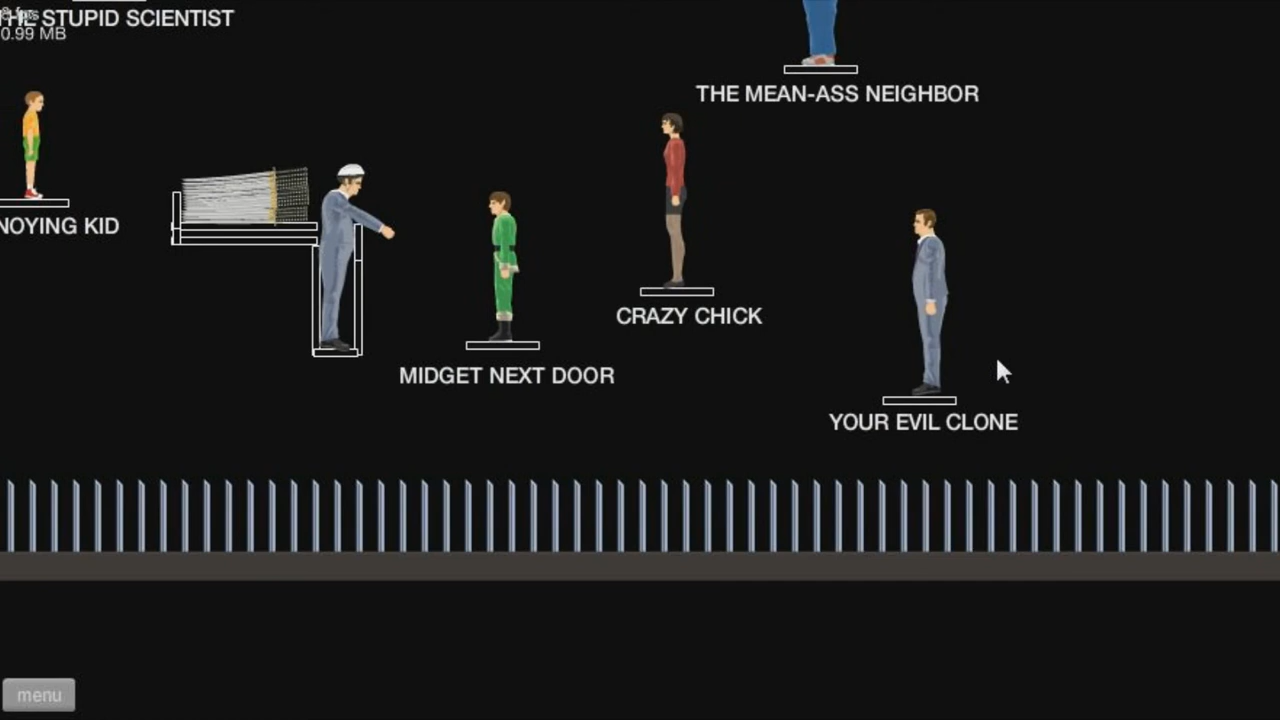 THE STUPID SCIENTIST
0.99 MB
THE MEAN-ASS NEIGHBOR
NOYING KID
CRAZY CHICK
MIDGET NEXT DOOR
YOUR EVIL CLONE
menu